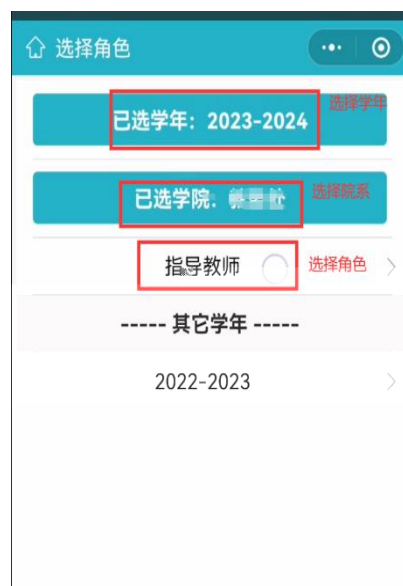 选择角色
已选学年：2023-2024 选择学年
已选学院： 选择院系
指导教师 选择角色
----- 其它学年 -----
2022-2023